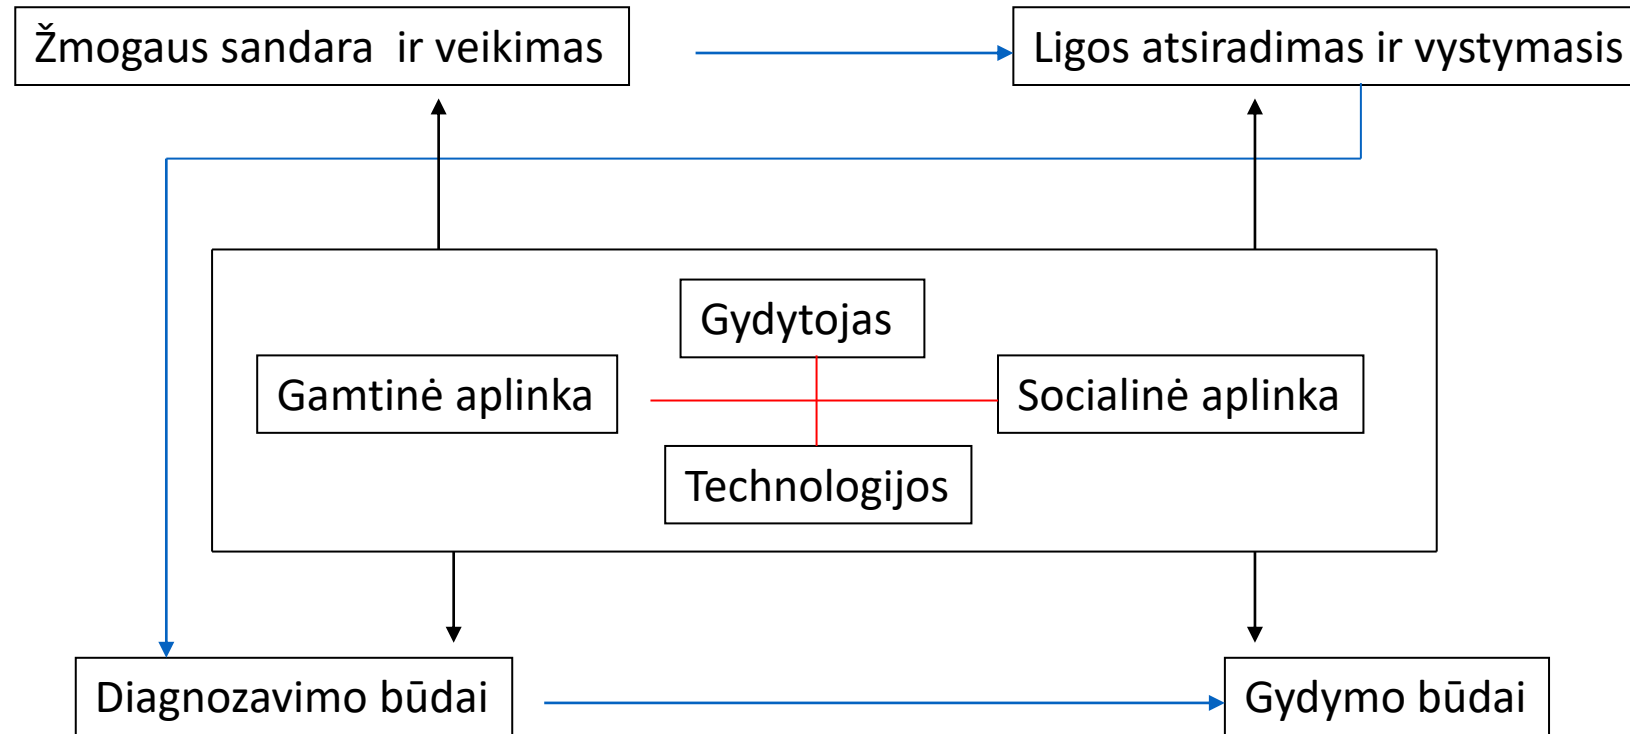 Žmogaus sandara ir veikimas
Ligos atsiradimas ir vystymasis
Gydytojas
Gamtinė aplinka
Socialinė aplinka
Technologijos
Diagnozavimo būdai
Gydymo būdai